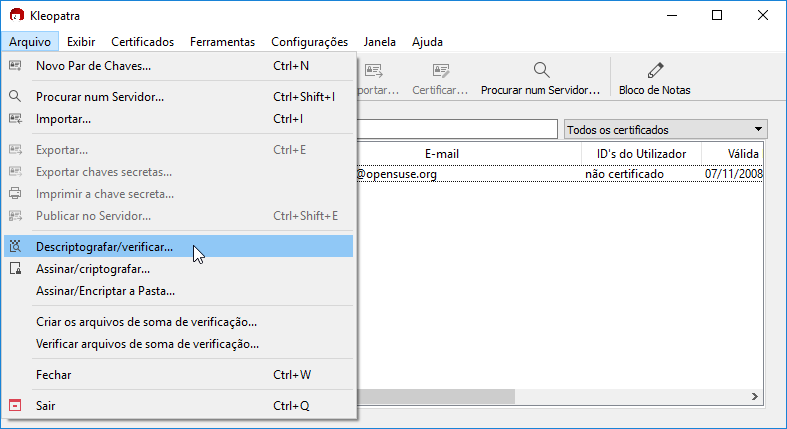 Kleopatra
Arquivo Exibir Certificados Ferramentas Configurações Janela Ajuda
Novo Par de Chaves... Ctrl+N
Procurar num Servidor... Ctrl+Shift+I
Importar... Ctrl+I
Exportar... Ctrl+E
Exportar chaves secretas...
Imprimir a chave secreta...
Publicar no Servidor... Ctrl+Shift+E
Descriptografar/verificar...
Assinar/criptografar...
Assinar/Encriptar a Pasta...
Criar os arquivos de soma de verificação...
Verificar arquivos de soma de verificação...
Fechar Ctrl+W
Sair Ctrl+Q
portar... Certificar... Procurar num Servidor... Bloco de Notas
Todos os certificados
E-mail ID's do Utilizador Válida
@opensuse.org não certificado 07/11/2008